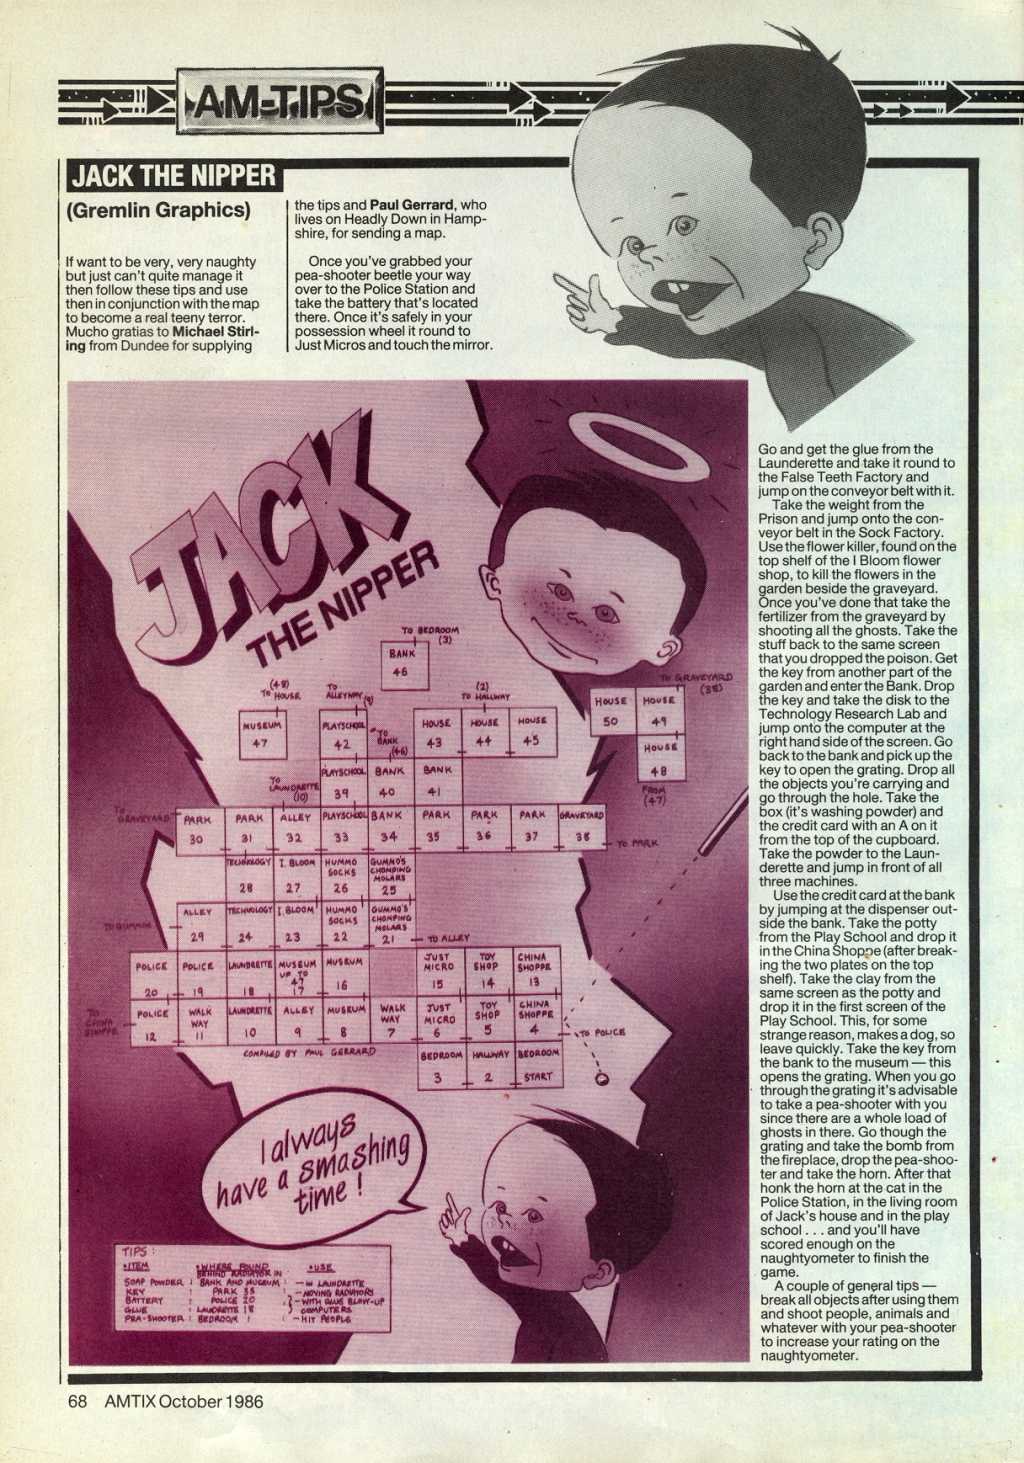 AM-TIPS
JACK THE NIPPER
(Gremlin Graphics)
If want to be very, very naughty
but just can't quite manage it
then follow these tips and use
then in conjunction with the map
to become a real teeny terror.
Mucho gratias to Michael Stirl-
ing from Dundee for supplying
the tips and Paul Gerrard, who
lives on Headly Down in Hamp-
shire, for sending a map.
Once you've grabbed your
pea-shooter beetle your way
over to the Police Station and
take the battery that's located
there. Once it's safely in your
possession wheel it round to
Just Micros and touch the mirror.
Go and get the glue from the
Launderette and take it round to
the False Teeth Factory and
jump on the conveyor belt with it.
Take the weight from the
Prison and jump onto the con-
veyor belt in the Sock Factory.
Use the flower killer, found on the
top shelf of the I Bloom flower
shop, to kill the flowers in the
garden beside the graveyard.
Once you've done that take the
fertilizer from the graveyard by
shooting all the ghosts. Take the
stuff back to the same screen
that you dropped the poison. Get
the key from another part of the
garden and enter the Bank. Drop
the key and take the disk to the
Technology Research Lab and
jump onto the computer at the
right hand side of the screen. Go
back to the bank and pick up the
key to open the grating. Drop all
the objects you're carrying and
go through the hole. Take the
box (it's washing powder) and
the credit card with an A on it
from the top of the cupboard.
Take the powder to the Laun-
derette and jump in front of all
three machines.
Use the credit card at the bank
by jumping at the dispenser out-
side the bank. Take the potty
from the Play School and drop it
in the China Shoppe (after break-
ing the two plates on the top
shelf). Take the clay from the
same screen as the potty and
drop it in the first screen of the
Play School. This, for some
strange reason, makes a dog, so
leave quickly. Take the key from
the bank to the museum — this
opens the grating. When you go
through the grating it's advisable
to take a pea-shooter with you
since there are a whole load of
ghosts in there. Go though the
grating and take the bomb from
the fireplace, drop the pea-shoo-
ter and take the horn. After that
honk the horn at the cat in the
Police Station, in the living room
of Jack's house and in the play
school . . . and you'll have
scored enough on the
naughtyometer to finish the
game.
A couple of general tips —
break all objects after using them
and shoot people, animals and
whatever with your pea-shooter
to increase your rating on the
naughtyometer.
JACK
THE NIPPER
TO BEDROOM
(3)
BANK
46
(48)
TO HOUSE
TO
ALLEYWAY (9)
(2)
TO HALLWAY
TO GRAVEYARD
(38)
MUSEUM
47
PLAYSCHOOL
42
TO
BANK
(46)
HOUSE
43
HOUSE
44
HOUSE
45
HOUSE
50
HOUSE
49
HOUSE
48
FROM
(47)
TO
LAUNDRETTE
(10)
PLAYSCHOOL
39
BANK
40
BANK
41
TO
GRAVEYARD
PARK
30
PARK
31
ALLEY
32
PLAYSCHOOL
33
BANK
34
PARK
35
PARK
36
PARK
37
GRAVEYARD
38
TO PARK
TECHNOLOGY
28
I. BLOOM
27
HUMMO
SOCKS
26
GUMMO'S
CHOMPING
MOLARS
25
ALLEY
29
TECHNOLOGY
24
I. BLOOM
23
HUMMO
SOCKS
22
GUMMO'S
CHOMPING
MOLARS
21
TO GUMMOS
TO ALLEY
POLICE
20
POLICE
19
LAUNDRETTE
18
MUSEUM
UP TO
47
17
MUSEUM
16
JUST
MICRO
15
TOY
SHOP
14
CHINA
SHOPPE
13
TO
CHINA
SHOPPE
POLICE
12
WALK
WAY
11
LAUNDRETTE
10
ALLEY
9
MUSEUM
8
WALK
WAY
7
JUST
MICRO
6
TOY
SHOP
5
CHINA
SHOPPE
4
TO POLICE
COMPILED BY PAUL GERRARD
BEDROOM
3
HALLWAY
2
BEDROOM
START
I always
have a smashing
time!
TIPS:
ITEM WHERE FOUND USE
BEHIND RADIATOR IN
SOAP POWDER : BANK AND MUSEUM : - IN LAUNDRETTE
KEY : PARK 35 - MOVING RADIATORS
BATTERY : POLICE 20 - WITH GLUE BLOW-UP
GLUE : LAUDRETTE 18 COMPUTERS
PEA-SHOOTER : BEDROOM 1 : - HIT PEOPLE
68 AMTIX October 1986